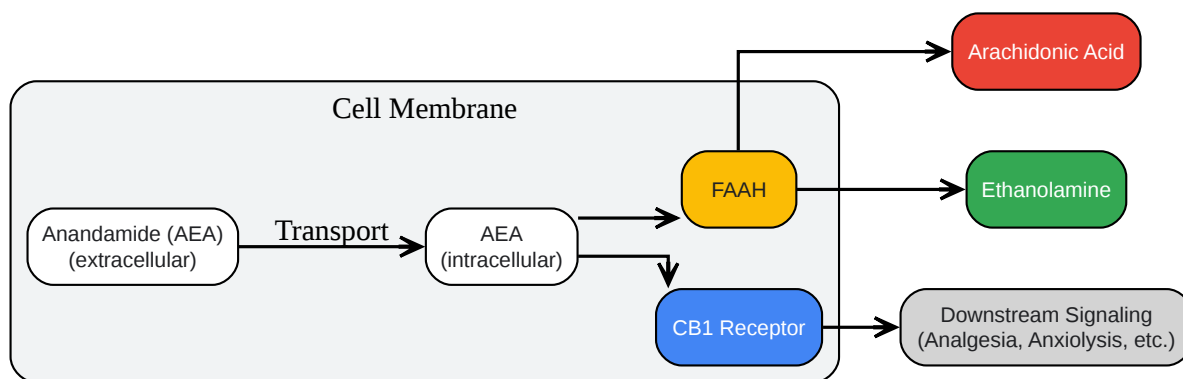 Arachidonic Acid
Cell Membrane
FAAH
Ethanolamine
Anandamide (AEA)
(extracellular)
Transport
AEA
(intracellular)
CB1 Receptor
Downstream Signaling
(Analgesia, Anxiolysis, etc.)